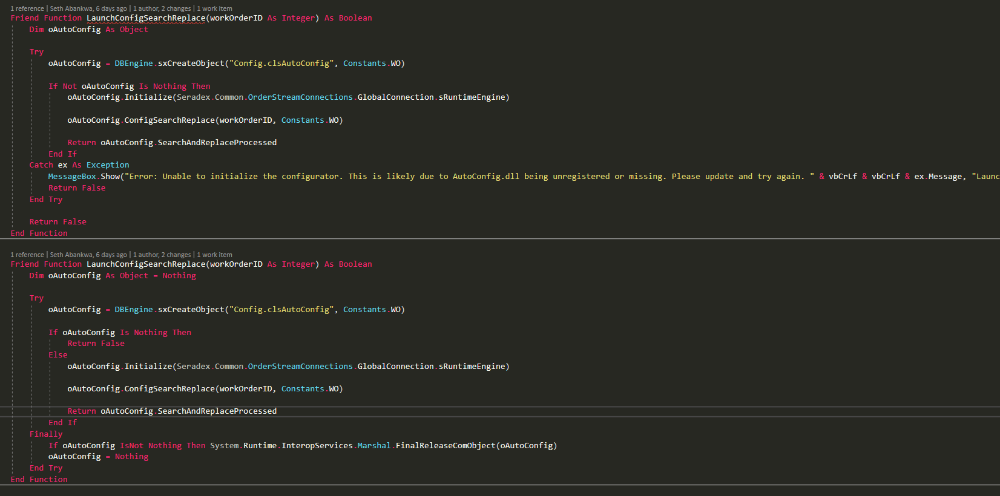 1 reference | Seth Abankwa, 6 days ago | 1 author, 2 changes | 1 work item
Friend Function LaunchConfigSearchReplace(workOrderID As Integer) As Boolean
Dim oAutoConfig As Object
Try
oAutoConfig = DBEngine.sxCreateObject("Config.clsAutoConfig", Constants.WO)
If Not oAutoConfig Is Nothing Then
oAutoConfig.Initialize(Seradex.Common.OrderStreamConnections.GlobalConnection.sRuntimeEngine)
oAutoConfig.ConfigSearchReplace(workOrderID, Constants.WO)
Return oAutoConfig.SearchAndReplaceProcessed
End If
Catch ex As Exception
MessageBox.Show("Error: Unable to initialize the configurator. This is likely due to AutoConfig.dll being unregistered or missing. Please update and try again. " & vbCrLf & vbCrLf & ex.Message, "Launc
Return False
End Try
Return False
End Function
1 reference | Seth Abankwa, 6 days ago | 1 author, 2 changes | 1 work item
Friend Function LaunchConfigSearchReplace(workOrderID As Integer) As Boolean
Dim oAutoConfig As Object = Nothing
Try
oAutoConfig = DBEngine.sxCreateObject("Config.clsAutoConfig", Constants.WO)
If oAutoConfig Is Nothing Then
Return False
Else
oAutoConfig.Initialize(Seradex.Common.OrderStreamConnections.GlobalConnection.sRuntimeEngine)
oAutoConfig.ConfigSearchReplace(workOrderID, Constants.WO)
Return oAutoConfig.SearchAndReplaceProcessed
End If
Finally
If oAutoConfig IsNot Nothing Then System.Runtime.InteropServices.Marshal.FinalReleaseComObject(oAutoConfig)
oAutoConfig = Nothing
End Try
End Function